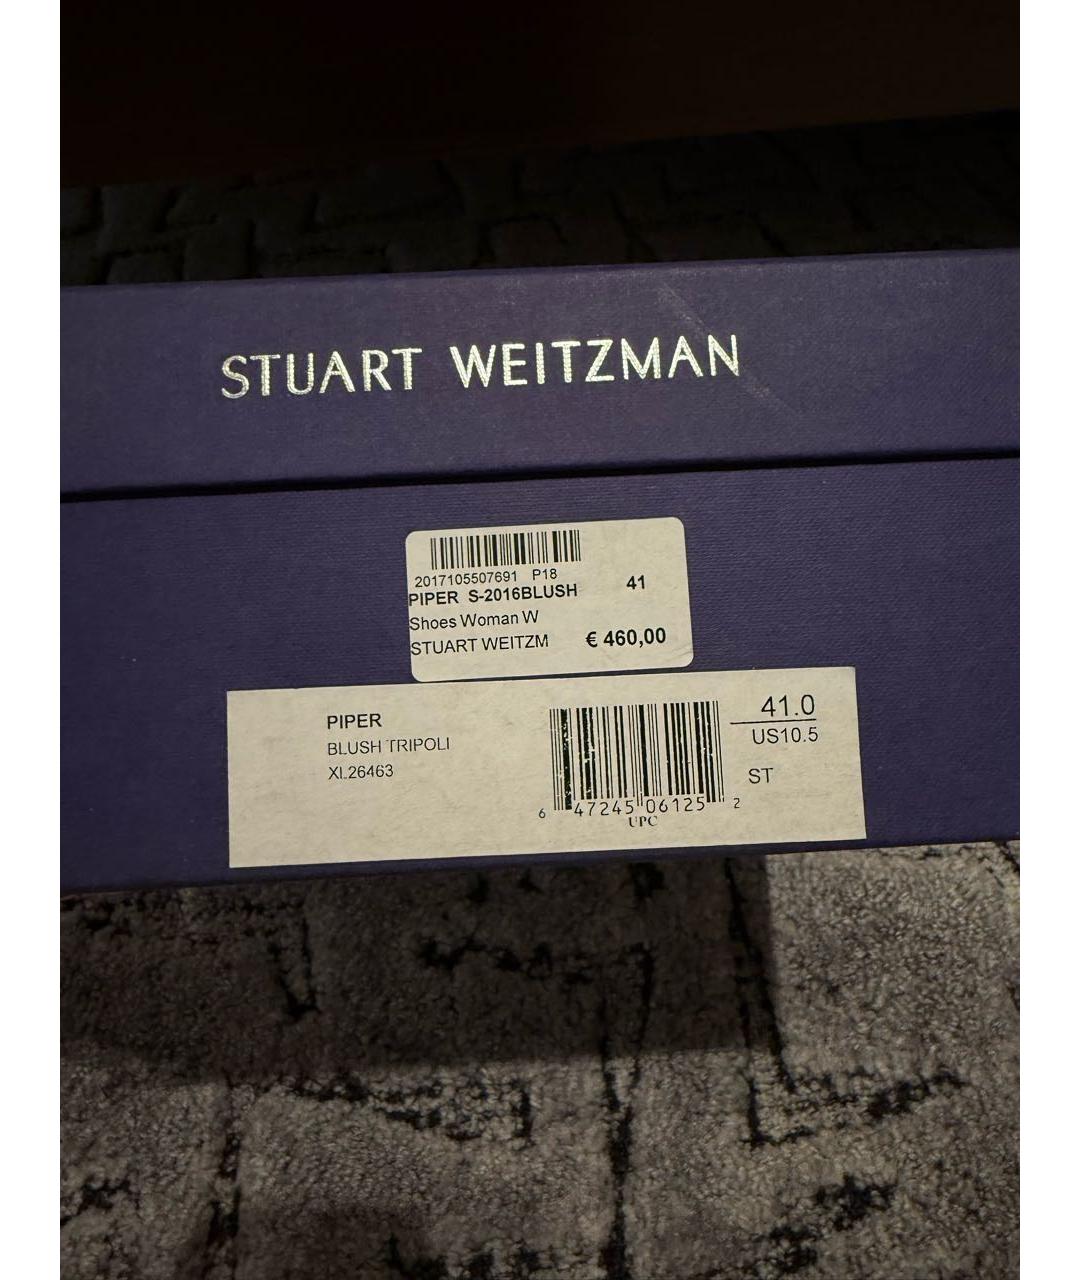 STUART WEITZMAN
2017105507691 P18
PIPER S-2016BLUSH 41
Shoes Woman W
STUART WEITZM € 460,00
PIPER
BLUSH TRIPOLI
XL26463
6 47245 06125 2
UPC
41.0
US10.5
ST